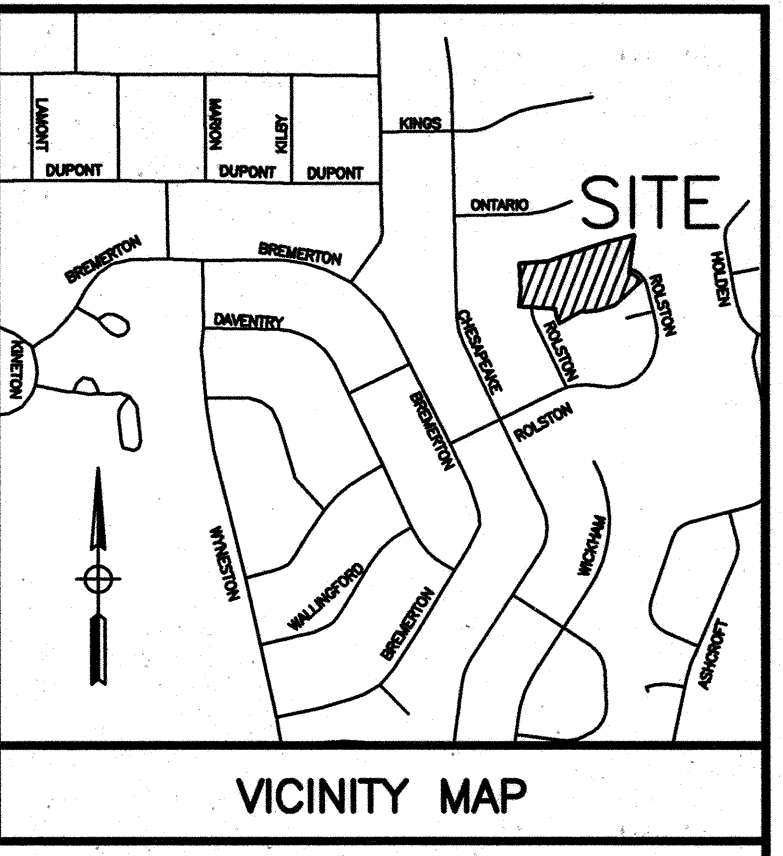 LAMONT
MARION
KILBY
KINGS
DUPONT
DUPONT
DUPONT
ONTARIO
SITE
BREMERTON
BREMERTON
HOLDEN
ROLSTON
DAVENTRY
CHESAPEAKE
ROLSTON
KINETON
BREMERTON
ROLSTON
WYNESTON
WICKHAM
WALLINGFORD
BREMERTON
ASHCROFT
VICINITY MAP